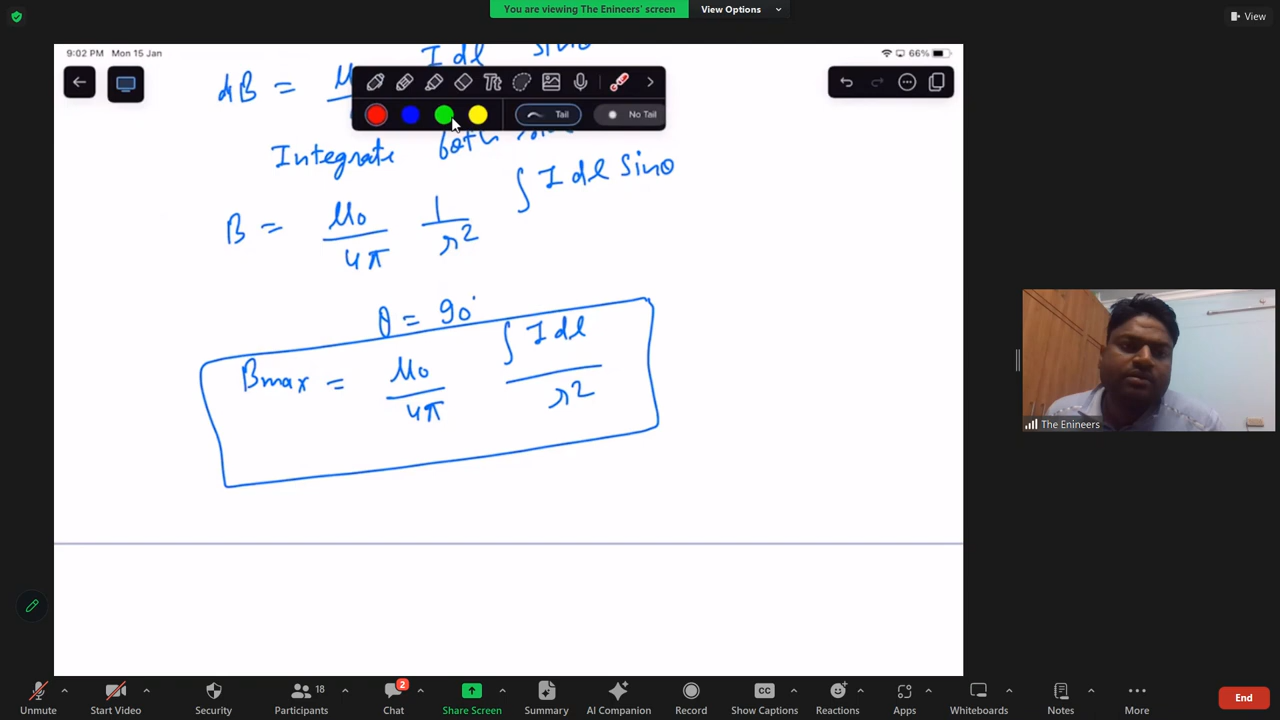 You are viewing The Enineers' screen
View Options
View
9:02 PM Mon 15 Jan
66%
I dl sinθ
dB = μ
Tt
Tail
No Tail
Integrate both
B = μ₀/4π 1/r² ∫ I dl Sinθ
θ = 90°
Bmax = μ₀/4π ∫ I dl / r²
The Enineers
Unmute
Start Video
Security
18
Participants
2
Chat
Share Screen
Summary
AI Companion
Record
CC
Show Captions
Reactions
Apps
Whiteboards
Notes
More
End